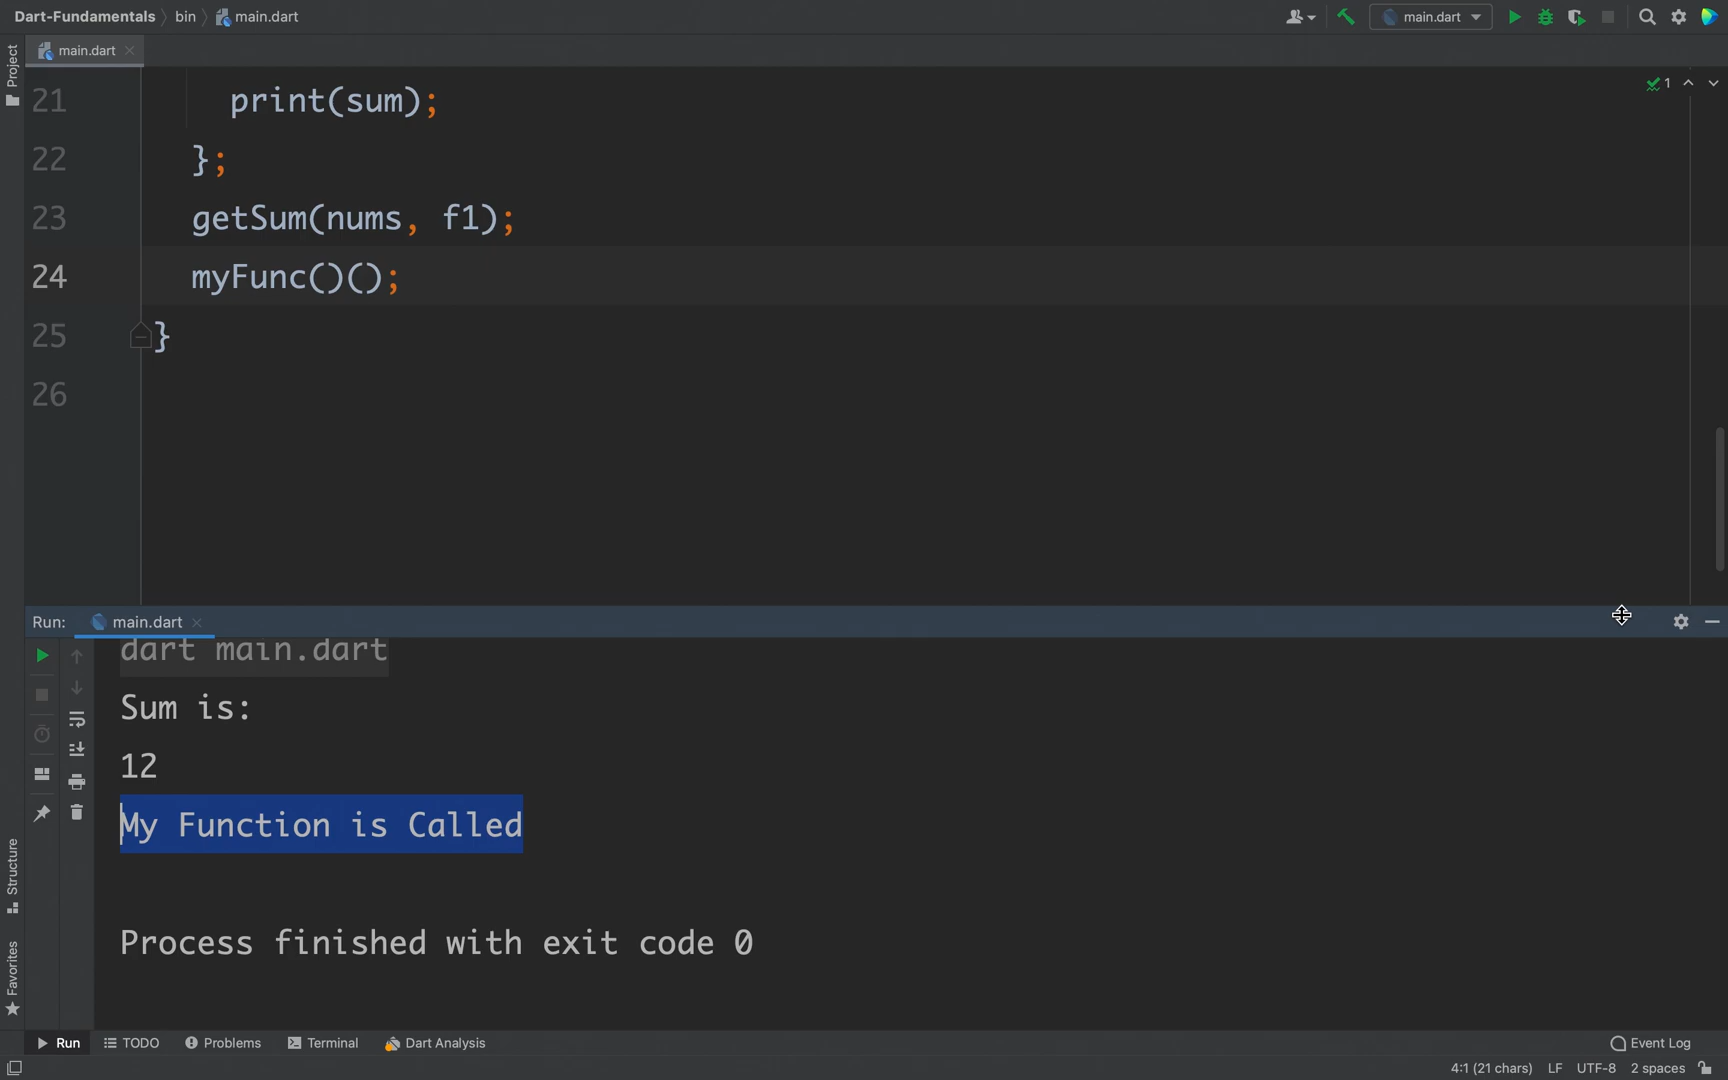 Dart-Fundamentals bin main.dart main.dart
Project main.dart
21 print(sum); 1
22 };
23 getSum(nums, f1);
24 myFunc()();
25 }
26
Run: main.dart
dart main.dart
Sum is:
12
My Function is Called
Process finished with exit code 0
Structure
Favorites
Run TODO Problems Terminal Dart Analysis Event Log
4:1 (21 chars) LF UTF-8 2 spaces